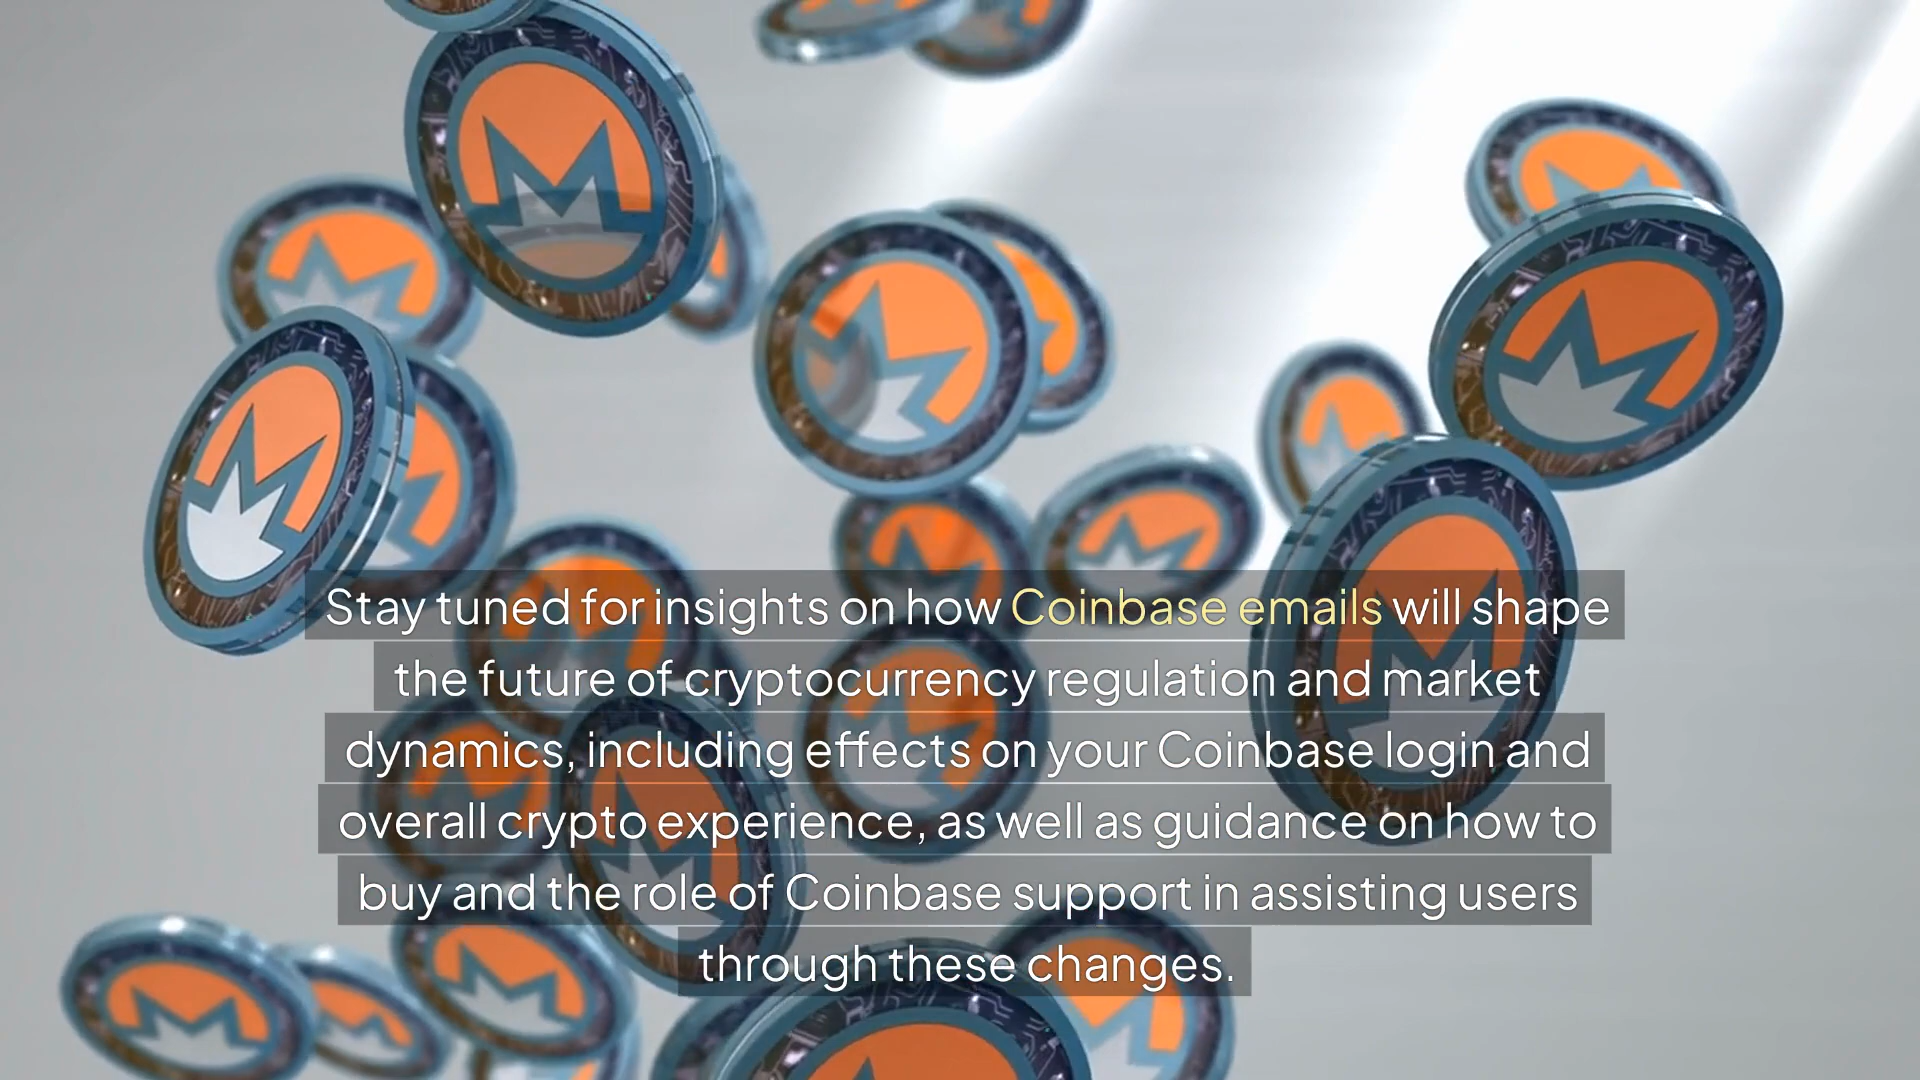 Stay tuned for insights on how Coinbase emails will shape
the future of cryptocurrency regulation and market
dynamics, including effects on your Coinbase login and
overall crypto experience, as well as guidance on how to
buy and the role of Coinbase support in assisting users
through these changes.